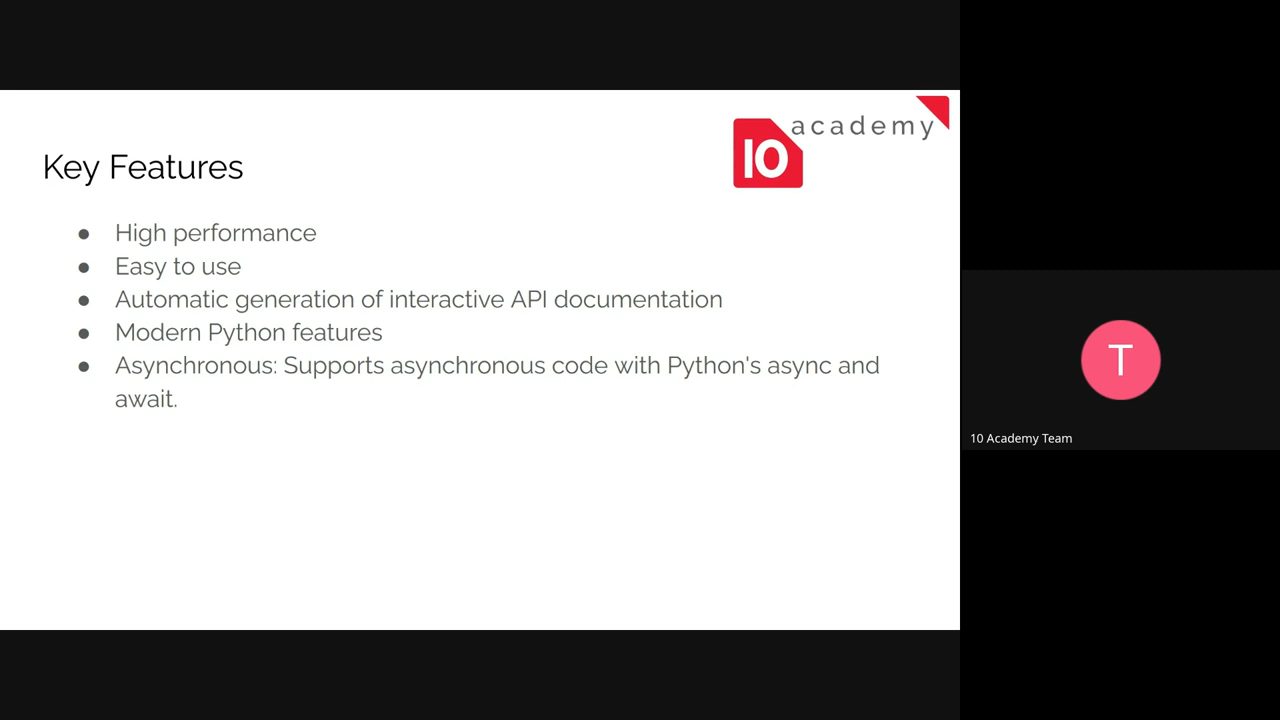 academy
10
Key Features
● High performance
● Easy to use
● Automatic generation of interactive API documentation
● Modern Python features
● Asynchronous: Supports asynchronous code with Python's async and
await.
T
10 Academy Team